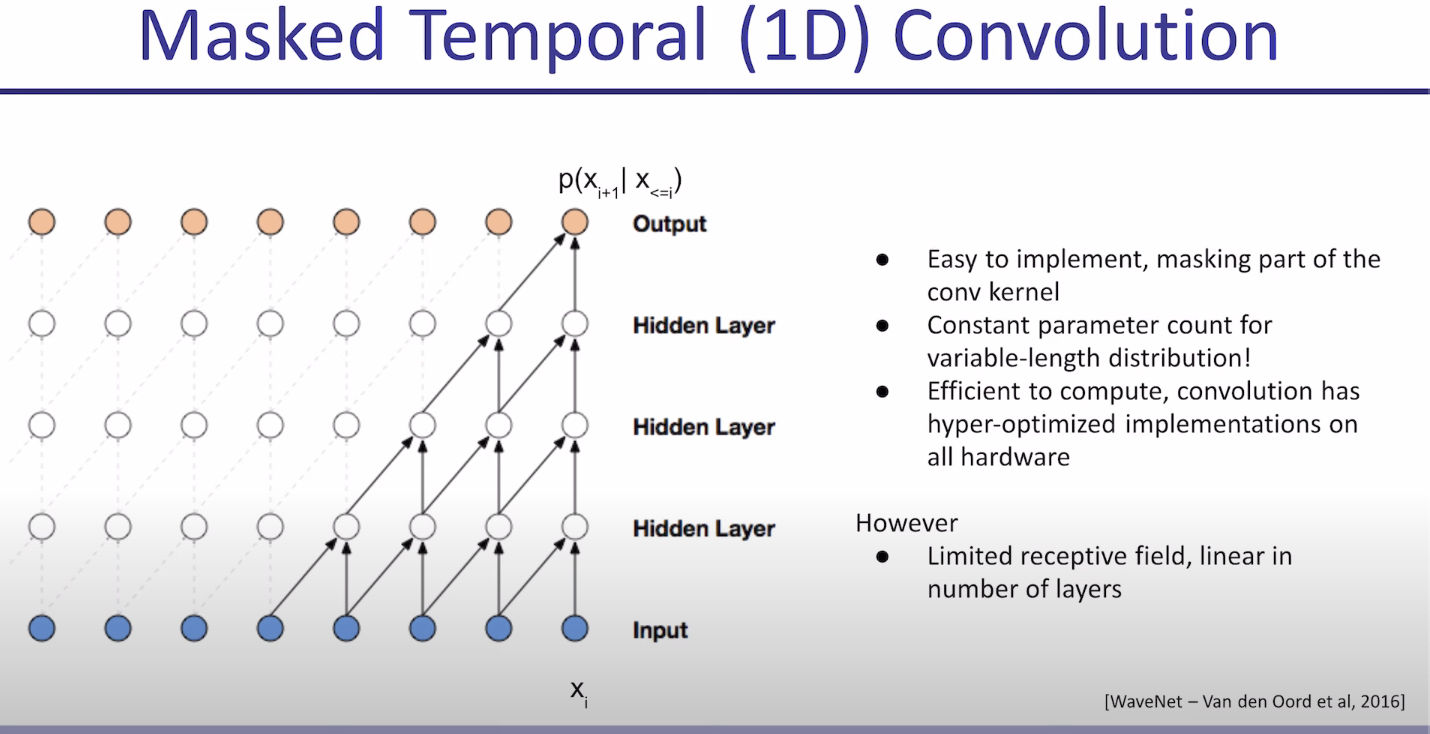 Masked Temporal (1D) Convolution
p(x_{i+1}| x_{<=i})
Output
Hidden Layer
Hidden Layer
Hidden Layer
Input
x_i
● Easy to implement, masking part of the
conv kernel
● Constant parameter count for
variable-length distribution!
● Efficient to compute, convolution has
hyper-optimized implementations on
all hardware
However
● Limited receptive field, linear in
number of layers
[WaveNet – Van den Oord et al, 2016]